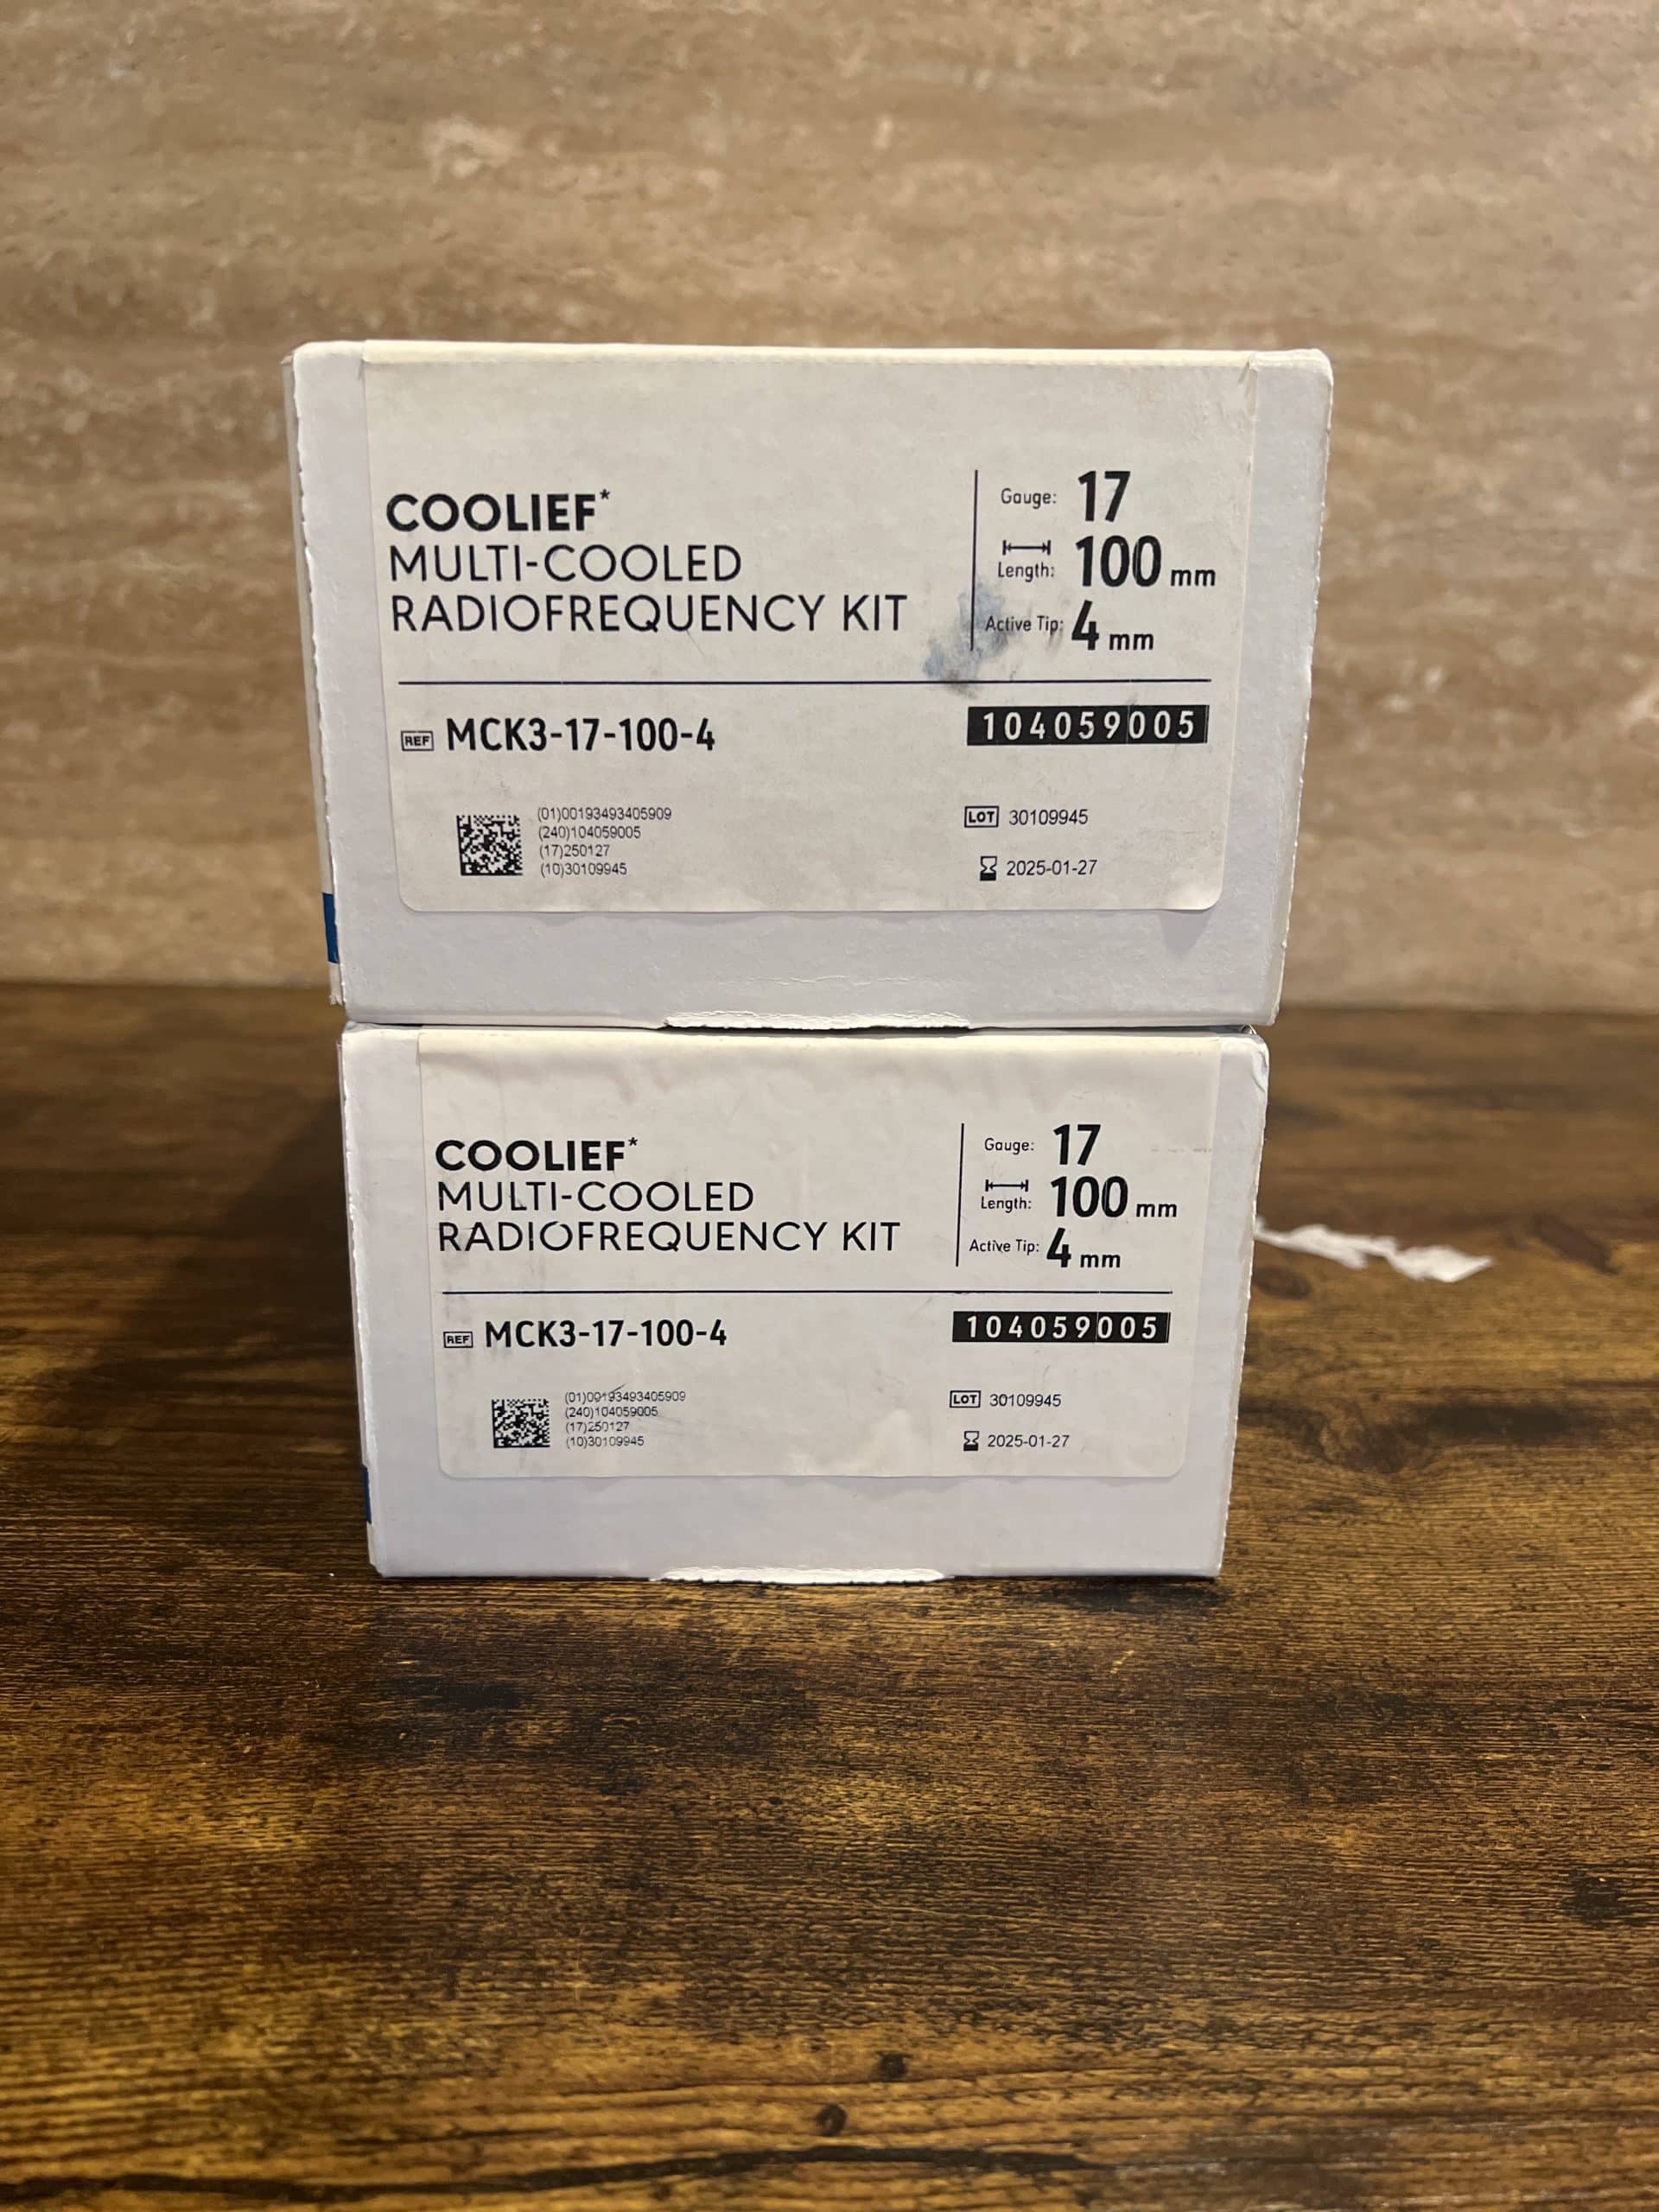 COOLIEF*
MULTI-COOLED
RADIOFREQUENCY KIT
Gauge: 17
Length: 100 mm
Active Tip: 4 mm
REF MCK3-17-100-4
104059005
(01)00193493405909
(240)104059005
(17)250127
(10)30109945
LOT 30109945
2025-01-27
COOLIEF*
MULTI-COOLED
RADIOFREQUENCY KIT
Gauge: 17
Length: 100 mm
Active Tip: 4 mm
REF MCK3-17-100-4
104059005
(01)00193493405909
(240)104059005
(17)250127
(10)30109945
LOT 30109945
2025-01-27